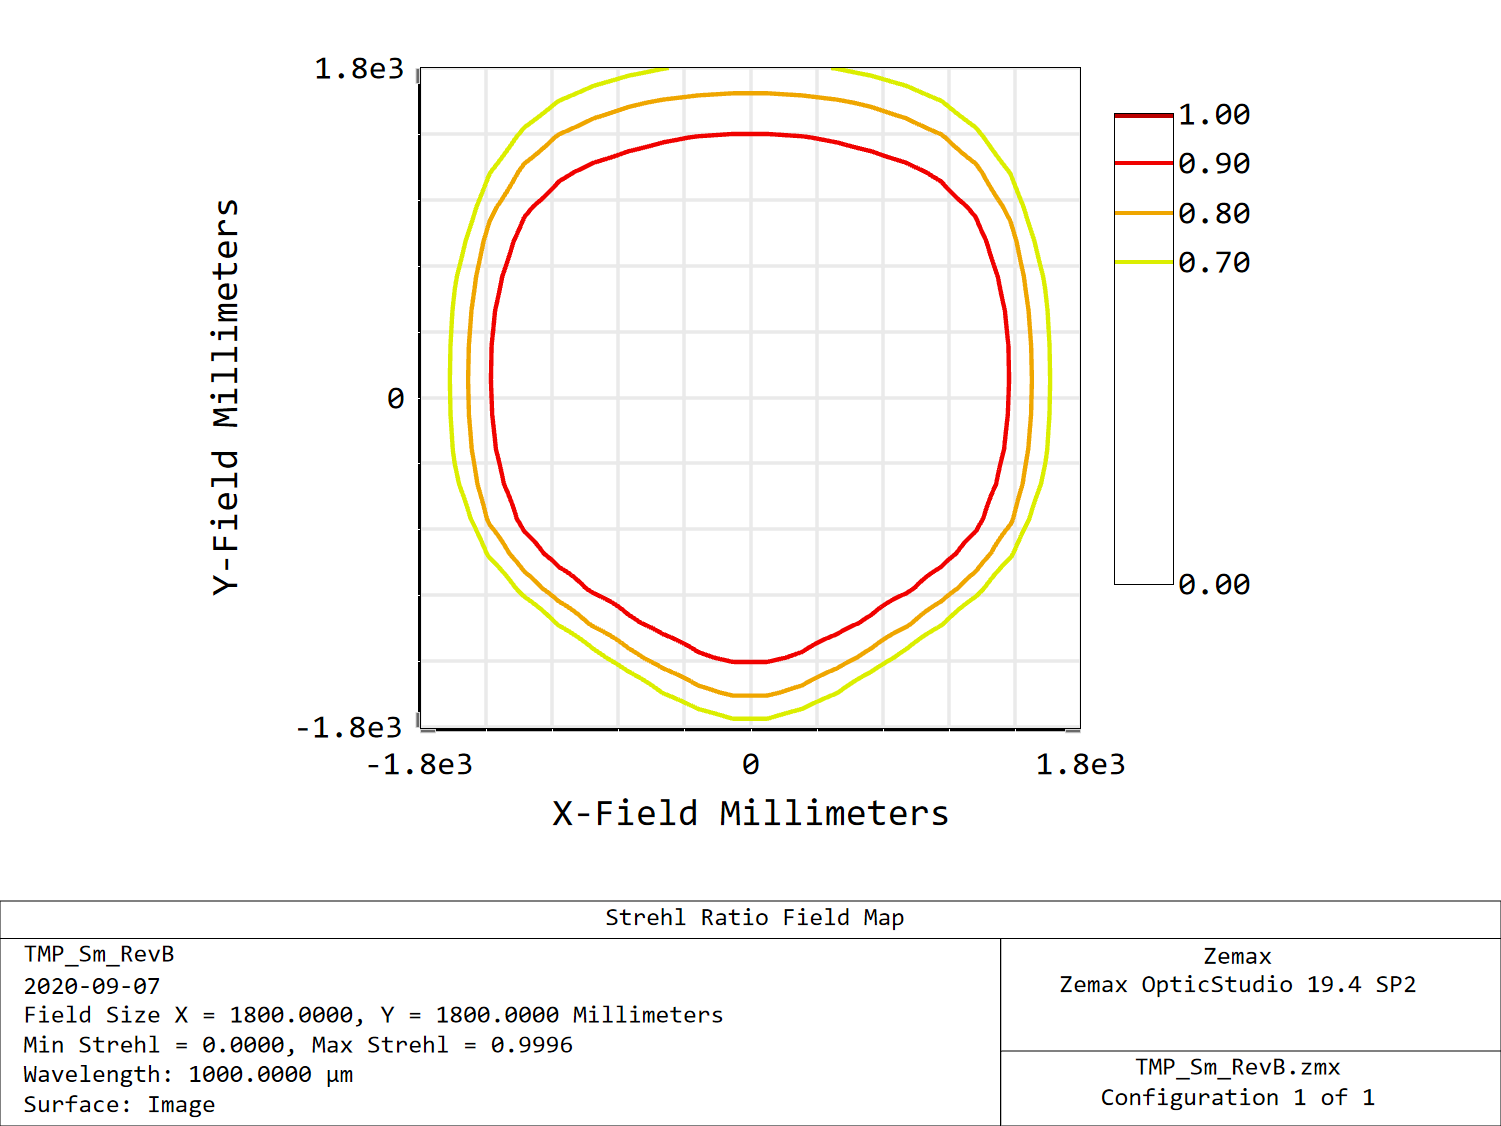 1.8e3
0
-1.8e3
Y-Field Millimeters
-1.8e3
0
1.8e3
X-Field Millimeters
1.00
0.90
0.80
0.70
0.00
Strehl Ratio Field Map
TMP_Sm_RevB
2020-09-07
Field Size X = 1800.0000, Y = 1800.0000 Millimeters
Min Strehl = 0.0000, Max Strehl = 0.9996
Wavelength: 1000.0000 µm
Surface: Image
Zemax
Zemax OpticStudio 19.4 SP2
TMP_Sm_RevB.zmx
Configuration 1 of 1